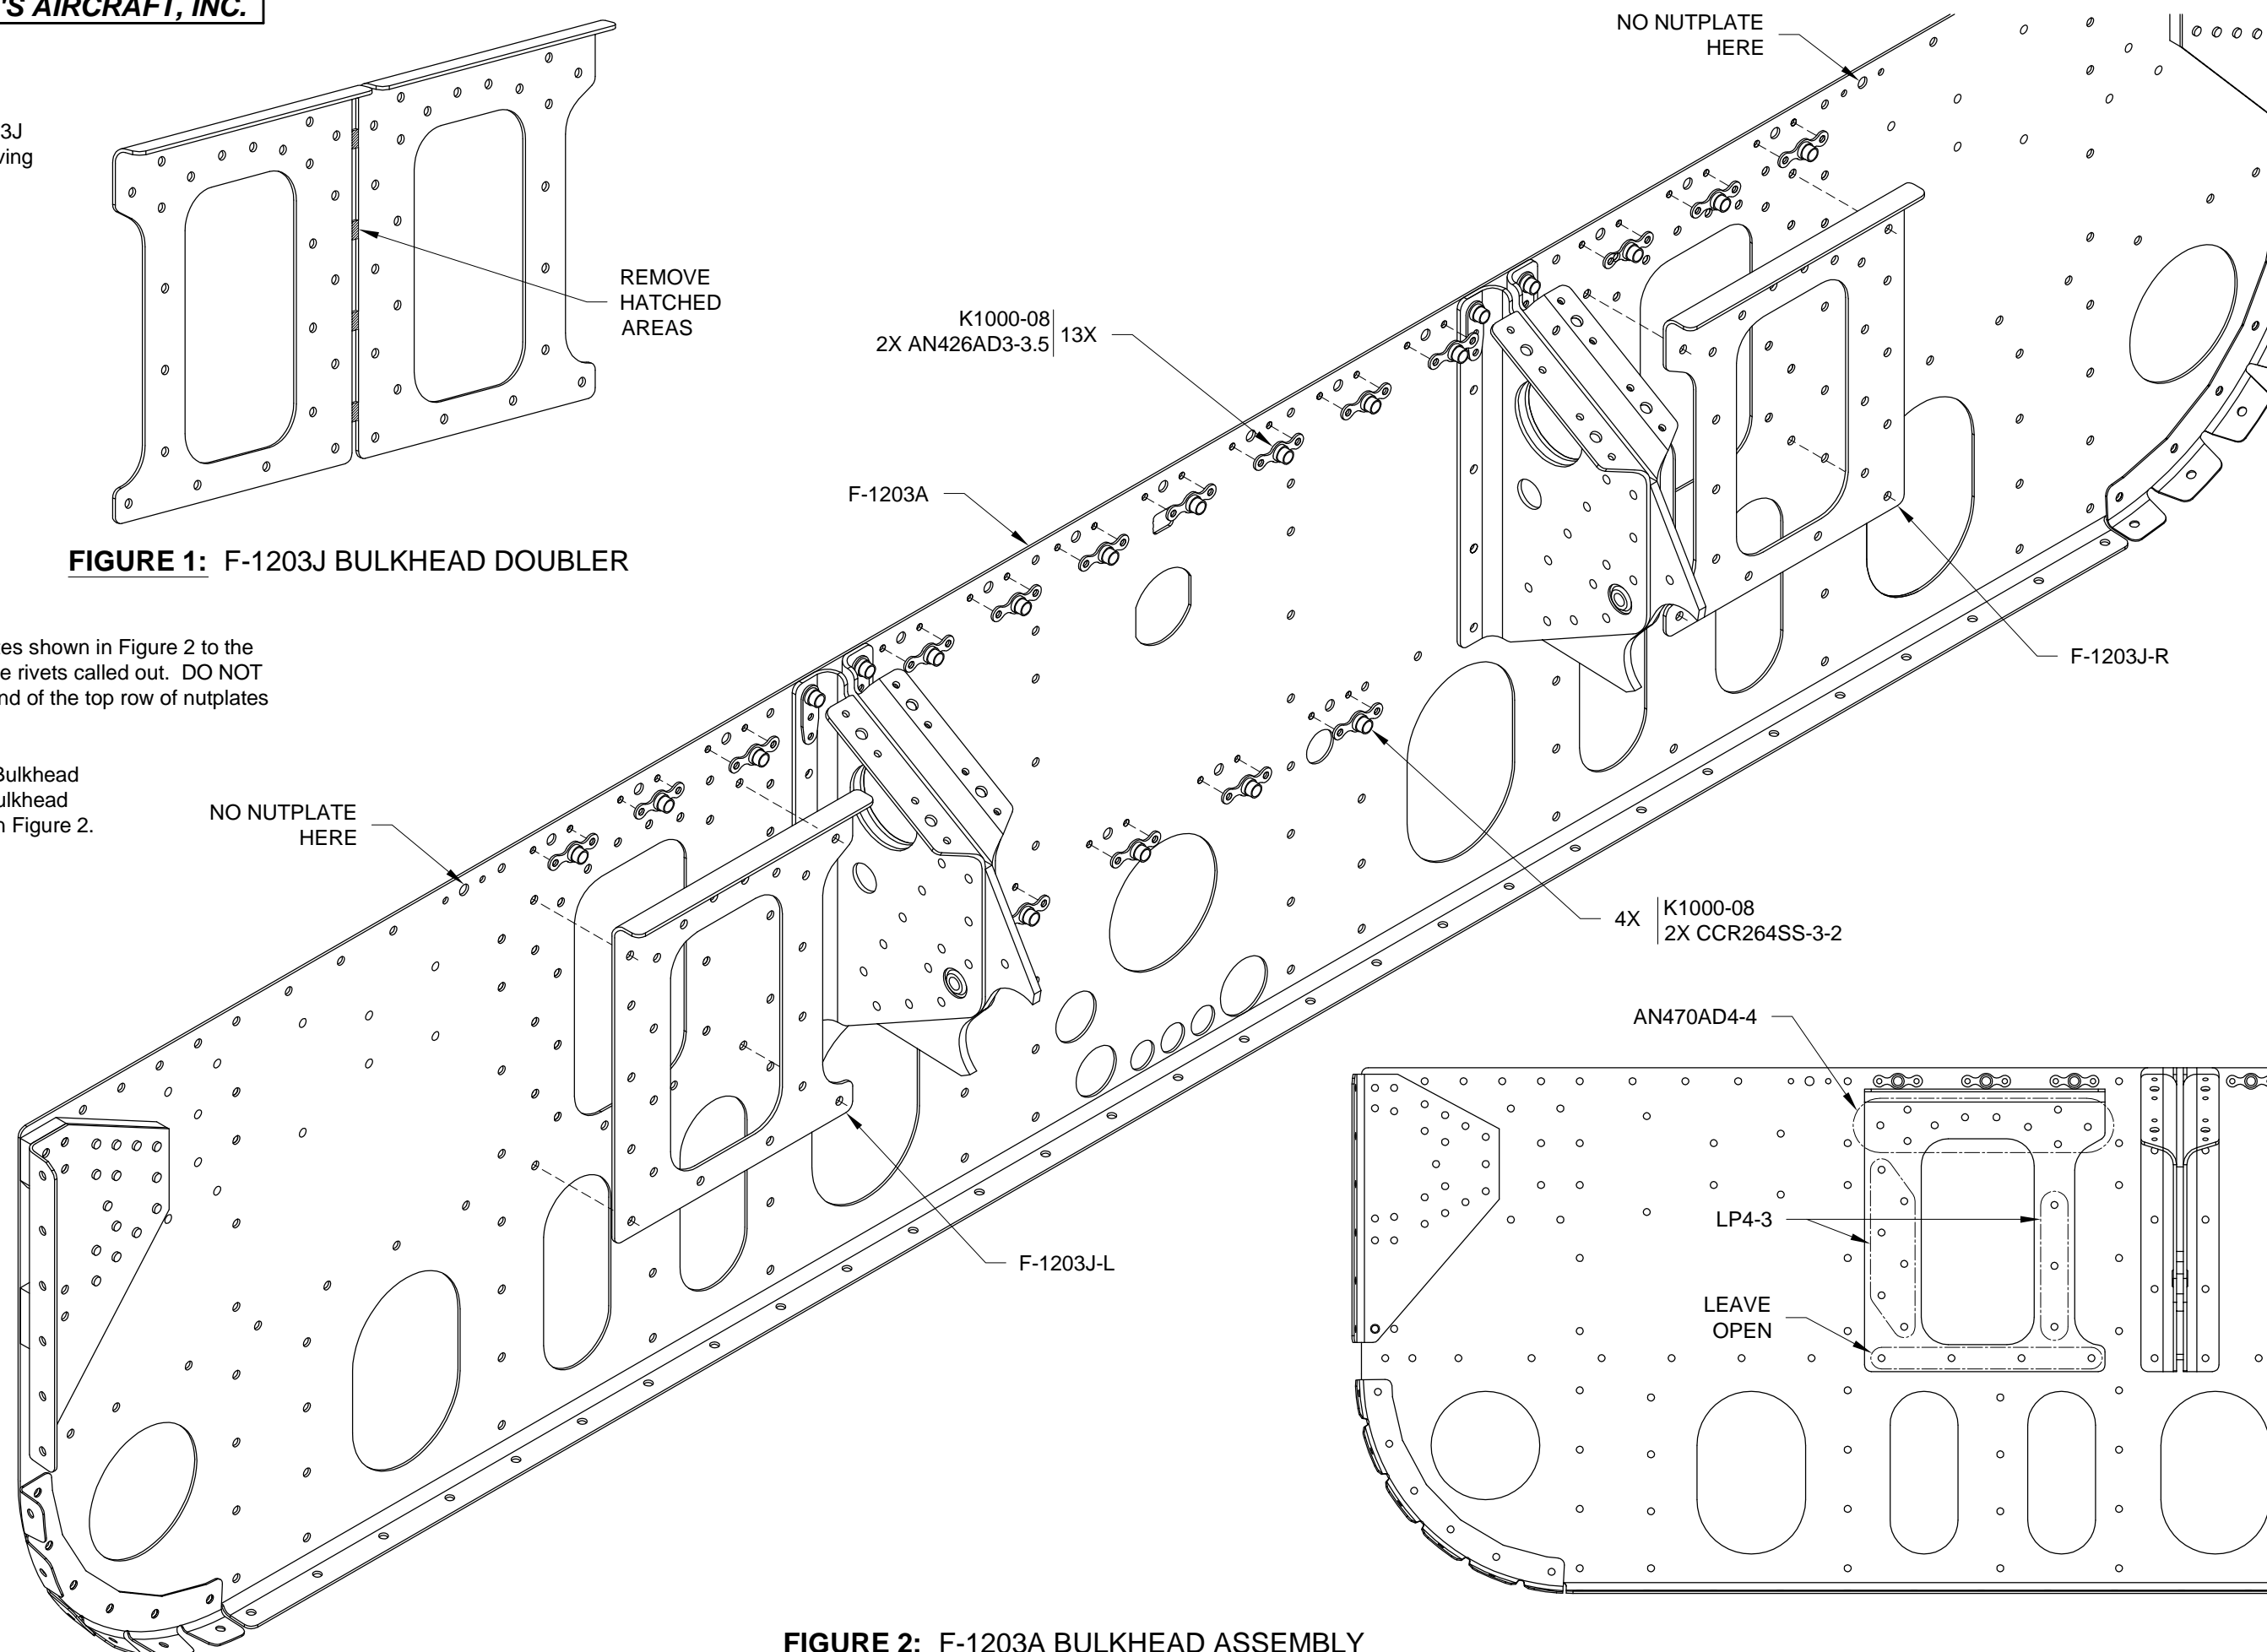 'S AIRCRAFT, INC.
3J
ving
REMOVE
HATCHED
AREAS
FIGURE 1: F-1203J BULKHEAD DOUBLER
es shown in Figure 2 to the
e rivets called out. DO NOT
nd of the top row of nutplates
Bulkhead
ulkhead
n Figure 2.
NO NUTPLATE
HERE
K1000-08
2X AN426AD3-3.5
13X
F-1203A
NO NUTPLATE
HERE
F-1203J-R
4X
K1000-08
2X CCR264SS-3-2
F-1203J-L
AN470AD4-4
LP4-3
LEAVE
OPEN
FIGURE 2: F-1203A BULKHEAD ASSEMBLY